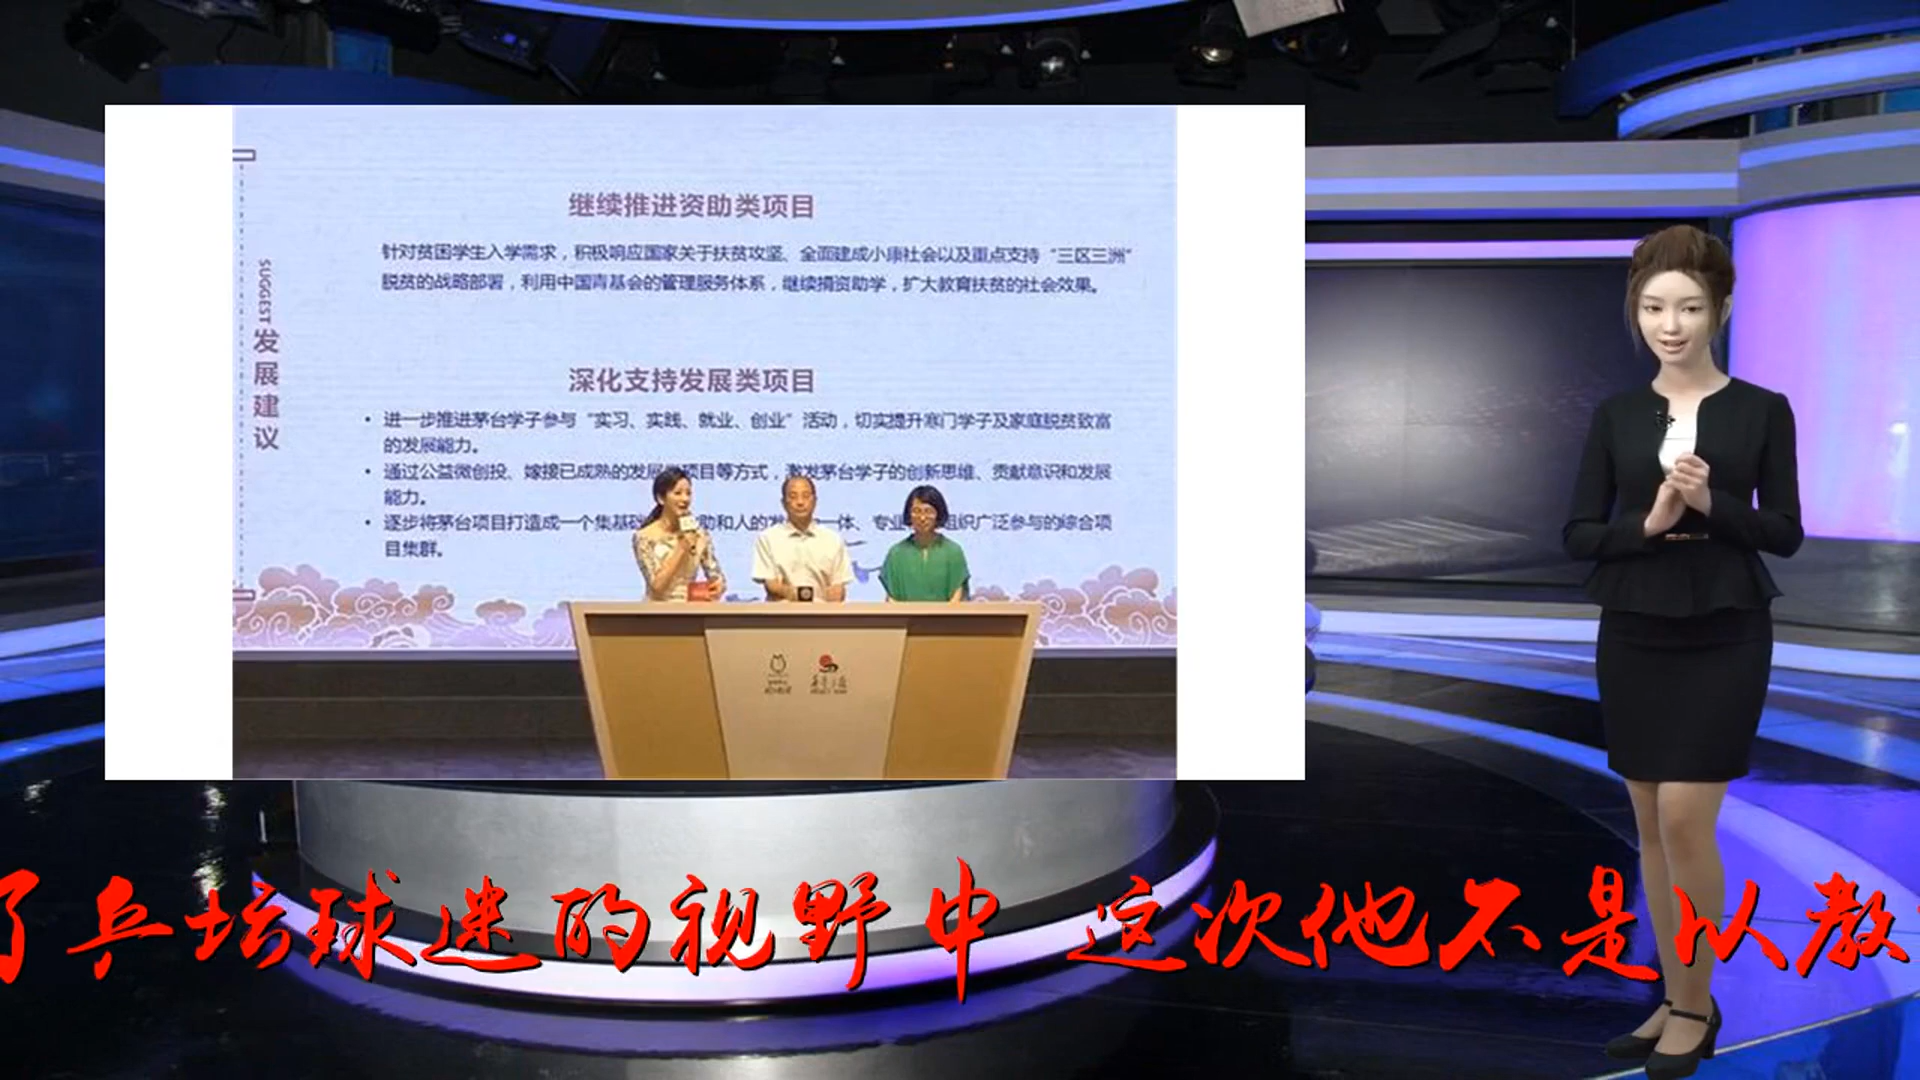 继续推进资助类项目
针对贫困学生入学需求，积极响应国家关于扶贫攻坚、全面建成小康社会以及重点支持“三区三洲”
脱贫的战略部署，利用中国青基会的管理服务体系，继续捐资助学，扩大教育扶贫的社会效果。
SUGGEST 发展建议
深化支持发展类项目
• 进一步推进茅台学子参与“实习、实践、就业、创业”活动，切实提升寒门学子及家庭脱贫致富
的发展能力。
• 通过公益微创投、嫁接已成熟的发展 项目等方式，激发茅台学子的创新思维、贡献意识和发展
能力。
• 逐步将茅台项目打造成一个集基础 助和人的发 一体、专业 组织广泛参与的综合项
目集群。
了乒坛球迷的视野中 这次他不是以教